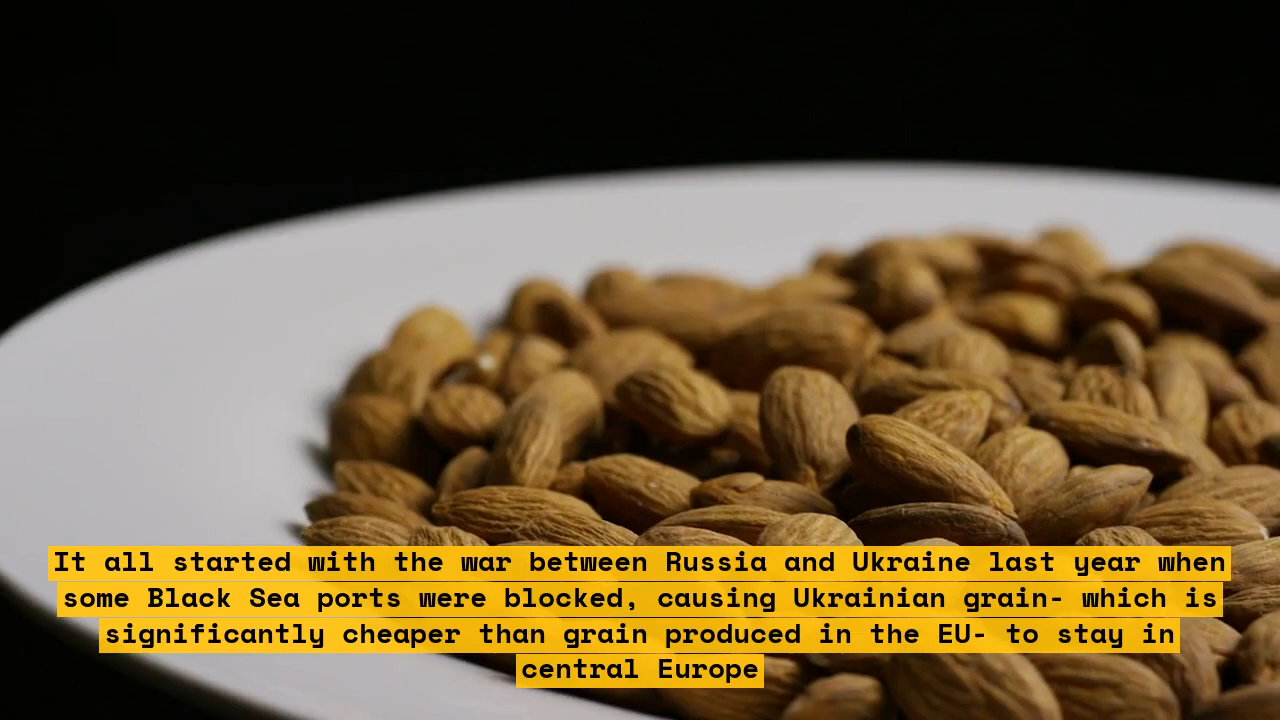 It all started with the war between Russia and Ukraine last year when
some Black Sea ports were blocked, causing Ukrainian grain- which is
significantly cheaper than grain produced in the EU- to stay in
central Europe